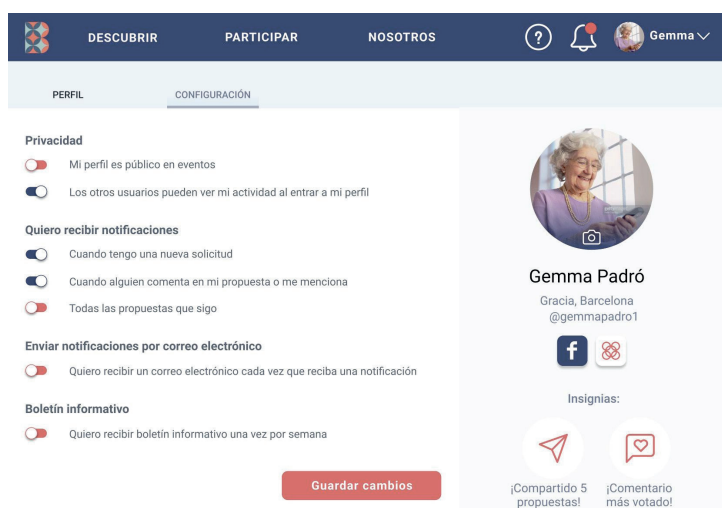 DESCUBRIR PARTICIPAR NOSOTROS ? Gemma
PERFIL CONFIGURACIÓN
Privacidad
Mi perfil es público en eventos
Los otros usuarios pueden ver mi actividad al entrar a mi perfil
Quiero recibir notificaciones
Cuando tengo una nueva solicitud
Cuando alguien comenta en mi propuesta o me menciona
Todas las propuestas que sigo
Enviar notificaciones por correo electrónico
Quiero recibir un correo electrónico cada vez que reciba una notificación
Boletín informativo
Quiero recibir boletín informativo una vez por semana
Guardar cambios
Gemma Padró
Gracia, Barcelona
@gemmapadro1
f
Insignias:
¡Compartido 5
propuestas!
¡Comentario
más votado!